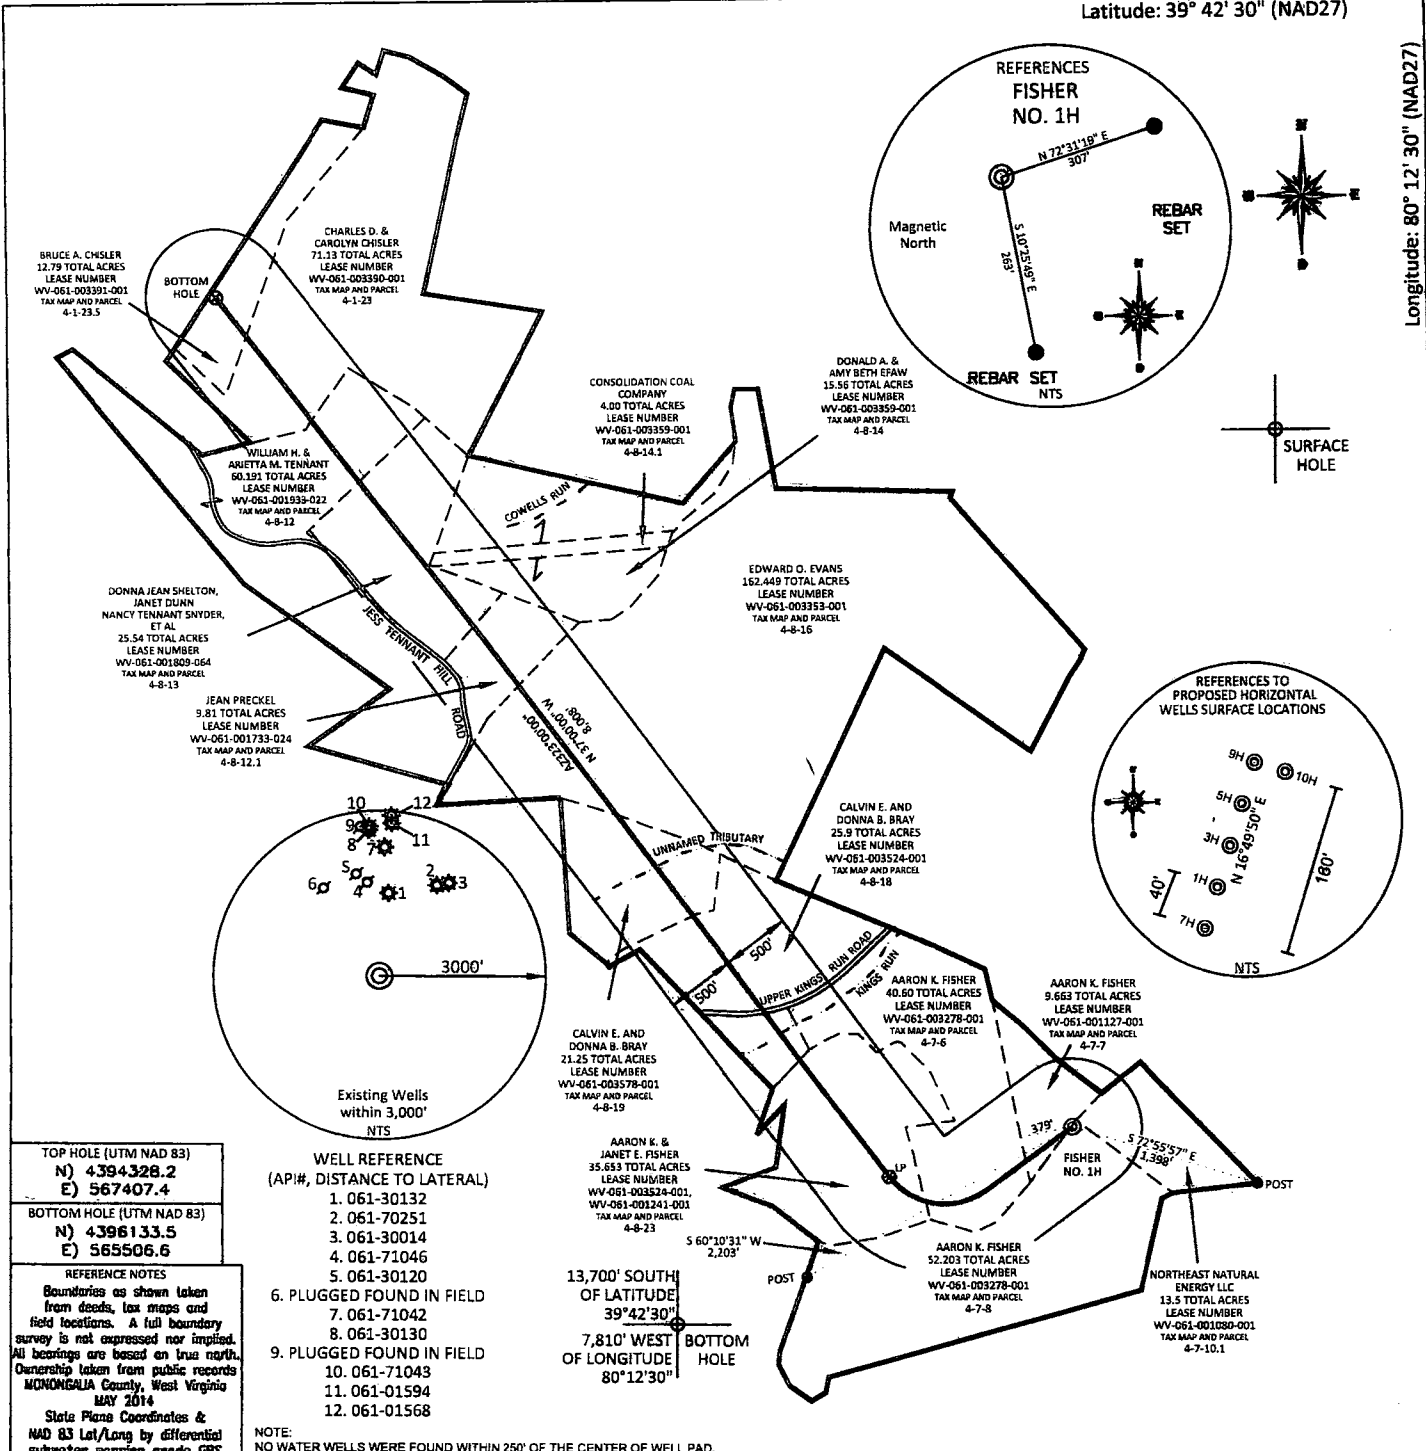 Latitude: 39° 42' 30" (NAD27)
Longitude: 80° 12' 30" (NAD27)
REFERENCES
FISHER
NO. 1H
N 72°31'19" E
307'
S 10°25'49" E
263'
Magnetic
North
REBAR
SET
REBAR SET
NTS
SURFACE
HOLE
BRUCE A. CHISLER
12.79 TOTAL ACRES
LEASE NUMBER
WV-061-003391-001
TAX MAP AND PARCEL
4-1-23.5
BOTTOM
HOLE
CHARLES D. &
CAROLYN CHISLER
71.13 TOTAL ACRES
LEASE NUMBER
WV-061-003390-001
TAX MAP AND PARCEL
4-1-23
CONSOLIDATION COAL
COMPANY
4.00 TOTAL ACRES
LEASE NUMBER
WV-061-003359-001
TAX MAP AND PARCEL
4-8-14.1
DONALD A. &
AMY BETH EFAW
15.56 TOTAL ACRES
LEASE NUMBER
WV-061-003359-001
TAX MAP AND PARCEL
4-8-14
WILLIAM H. &
ARIETTA M. TENNANT
60.191 TOTAL ACRES
LEASE NUMBER
WV-061-001933-022
TAX MAP AND PARCEL
4-8-12
COWELLS RUN
EDWARD O. EVANS
162.449 TOTAL ACRES
LEASE NUMBER
WV-061-003353-001
TAX MAP AND PARCEL
4-8-16
DONNA JEAN SHELTON,
JANET DUNN
NANCY TENNANT SNYDER,
ET AL
25.54 TOTAL ACRES
LEASE NUMBER
WV-061-001809-064
TAX MAP AND PARCEL
4-8-13
JESS TENNANT HILL ROAD
JEAN PRECKEL
9.81 TOTAL ACRES
LEASE NUMBER
WV-061-001733-024
TAX MAP AND PARCEL
4-8-12.1
AZ323°00'00"
N 37°00'00" W
8,008'
REFERENCES TO
PROPOSED HORIZONTAL
WELLS SURFACE LOCATIONS
9H
10H
5H
3H
1H
7H
N 16°49'50" E
40'
180'
NTS
10
12
9
8
11
7
5
6
4
1
2
3
3000'
Existing Wells
within 3,000'
NTS
UNNAMED TRIBUTARY
CALVIN E. AND
DONNA B. BRAY
25.9 TOTAL ACRES
LEASE NUMBER
WV-061-003524-001
TAX MAP AND PARCEL
4-8-18
500'
500'
UPPER KINGS RUN ROAD
KINGS RUN
AARON K. FISHER
40.60 TOTAL ACRES
LEASE NUMBER
WV-061-003278-001
TAX MAP AND PARCEL
4-7-6
AARON K. FISHER
9.663 TOTAL ACRES
LEASE NUMBER
WV-061-001127-001
TAX MAP AND PARCEL
4-7-7
CALVIN E. AND
DONNA B. BRAY
21.25 TOTAL ACRES
LEASE NUMBER
WV-061-003578-001
TAX MAP AND PARCEL
4-8-19
AARON K. &
JANET E. FISHER
35.653 TOTAL ACRES
LEASE NUMBER
WV-061-003524-001,
WV-061-001241-001
TAX MAP AND PARCEL
4-8-23
LP
379'
FISHER
NO. 1H
S 72°55'57" E
1,398'
POST
S 60°10'31" W
2,203'
POST
AARON K. FISHER
52.203 TOTAL ACRES
LEASE NUMBER
WV-061-003278-001
TAX MAP AND PARCEL
4-7-8
NORTHEAST NATURAL
ENERGY LLC
13.5 TOTAL ACRES
LEASE NUMBER
WV-061-001080-001
TAX MAP AND PARCEL
4-7-10.1
TOP HOLE (UTM NAD 83)
N) 4394328.2
E) 567407.4
BOTTOM HOLE (UTM NAD 83)
N) 4396133.5
E) 565506.6
REFERENCE NOTES
Boundaries as shown taken
from deeds, tax maps and
field locations. A full boundary
survey is not expressed nor implied.
All bearings are based on true north.
Ownership taken from public records
MONONGALIA County, West Virginia
MAY 2014
State Plane Coordinates &
NAD 83 Lat/Long by differential
WELL REFERENCE
(API#, DISTANCE TO LATERAL)
1. 061-30132
2. 061-70251
3. 061-30014
4. 061-71046
5. 061-30120
6. PLUGGED FOUND IN FIELD
7. 061-71042
8. 061-30130
9. PLUGGED FOUND IN FIELD
10. 061-71043
11. 061-01594
12. 061-01568
13,700' SOUTH
OF LATITUDE
39°42'30"
7,810' WEST
OF LONGITUDE
80°12'30"
BOTTOM
HOLE
NOTE:
NO WATER WELLS WERE FOUND WITHIN 250' OF THE CENTER OF WELL PAD.